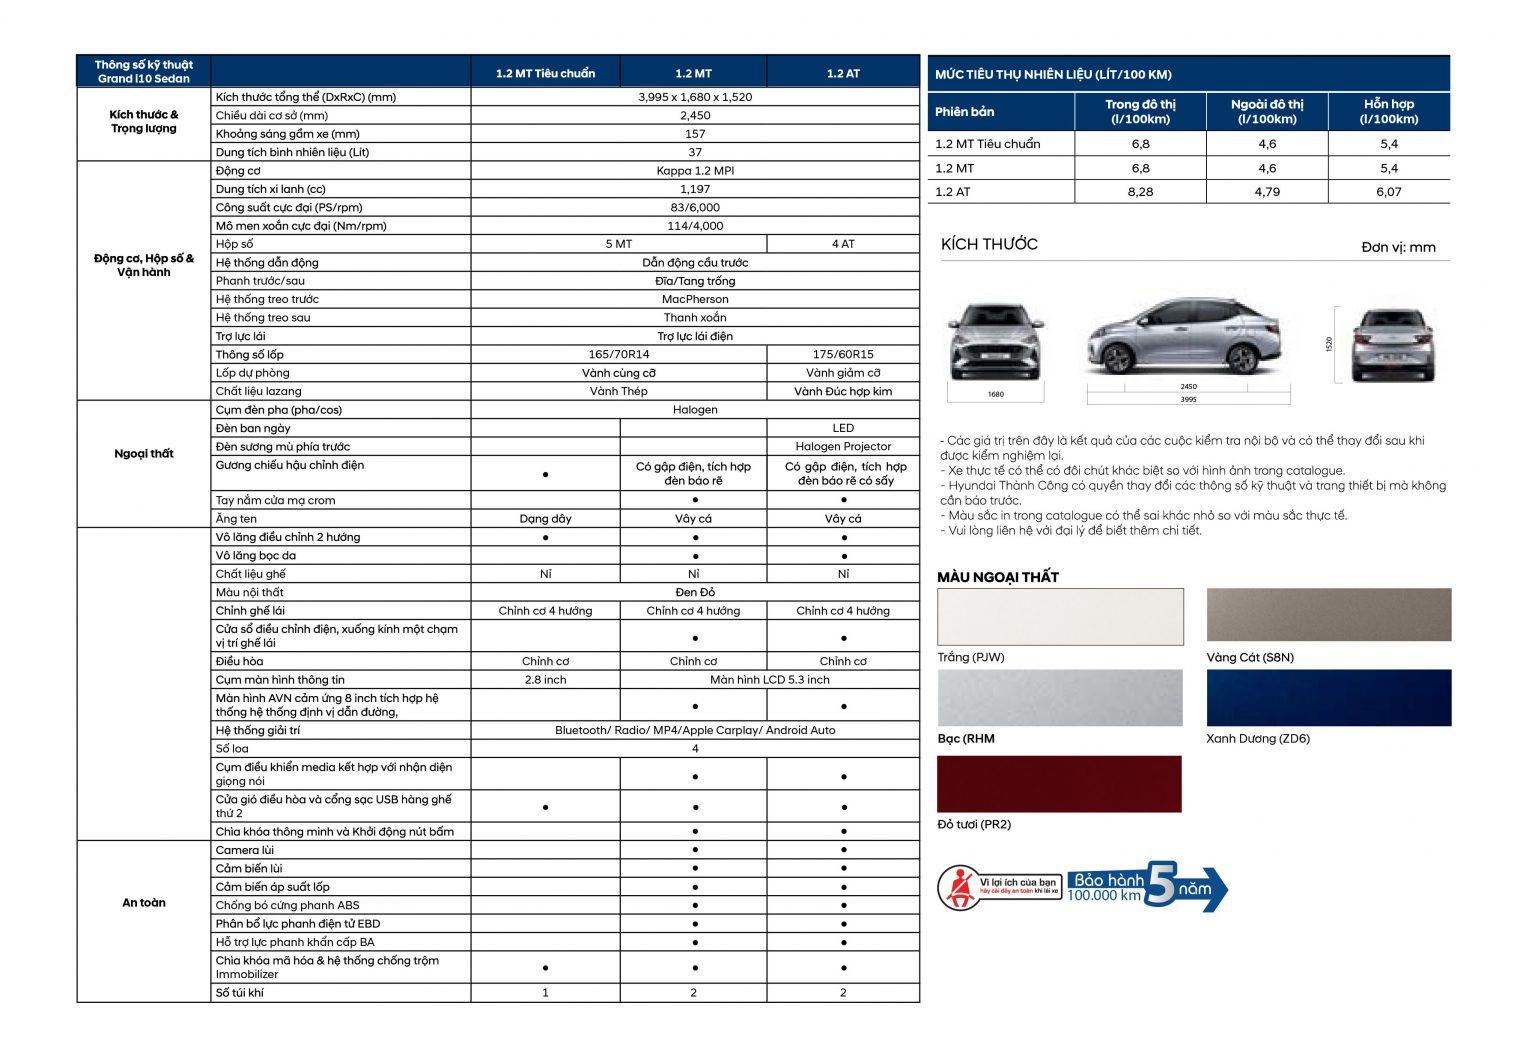 Thông số kỹ thuật
Grand i10 Sedan
1.2 MT Tiêu chuẩn 1.2 MT 1.2 AT
Kích thước &
Trọng lượng
Kích thước tổng thể (DxRxC) (mm) 3,995 x 1,680 x 1,520
Chiều dài cơ sở (mm) 2,450
Khoảng sáng gầm xe (mm) 157
Dung tích bình nhiên liệu (Lít) 37
Động cơ, Hộp số &
Vận hành
Động cơ Kappa 1.2 MPI
Dung tích xi lanh (cc) 1,197
Công suất cực đại (PS/rpm) 83/6,000
Mô men xoắn cực đại (Nm/rpm) 114/4,000
Hộp số 5 MT 4 AT
Hệ thống dẫn động Dẫn động cầu trước
Phanh trước/sau Đĩa/Tang trống
Hệ thống treo trước MacPherson
Hệ thống treo sau Thanh xoắn
Trợ lực lái Trợ lực lái điện
Thông số lốp 165/70R14 175/60R15
Lốp dự phòng Vành cùng cỡ Vành giảm cỡ
Chất liệu lazang Vành Thép Vành Đúc hợp kim
Ngoại thất
Cụm đèn pha (pha/cos) Halogen
Đèn ban ngày LED
Đèn sương mù phía trước Halogen Projector
Gương chiếu hậu chỉnh điện • Có gập điện, tích hợp
đèn báo rẽ
Có gập điện, tích hợp
đèn báo rẽ có sấy
Tay nắm cửa mạ crom • •
Ăng ten Dạng dây Vây cá Vây cá
Vô lăng điều chỉnh 2 hướng • • •
Vô lăng bọc da • •
Chất liệu ghế Nỉ Nỉ Nỉ
Màu nội thất Đen Đỏ
Chỉnh ghế lái Chỉnh cơ 4 hướng Chỉnh cơ 4 hướng Chỉnh cơ 4 hướng
Cửa sổ điều chỉnh điện, xuống kính một chạm
vị trí ghế lái • •
Điều hòa Chỉnh cơ Chỉnh cơ Chỉnh cơ
Cụm màn hình thông tin 2.8 inch Màn hình LCD 5.3 inch
Màn hình AVN cảm ứng 8 inch tích hợp hệ
thống hệ thống định vị dẫn đường, • •
Hệ thống giải trí Bluetooth/ Radio/ MP4/Apple Carplay/ Android Auto
Số loa 4
Cụm điều khiển media kết hợp với nhận diện
giọng nói • •
Cửa gió điều hòa và cổng sạc USB hàng ghế
thứ 2 • • •
Chìa khóa thông minh và Khởi động nút bấm • •
An toàn
Camera lùi • •
Cảm biến lùi • •
Cảm biến áp suất lốp • •
Chống bó cứng phanh ABS • •
Phân bổ lực phanh điện tử EBD • •
Hỗ trợ lực phanh khẩn cấp BA • •
Chìa khóa mã hóa & hệ thống chống trộm
Immobilizer • • •
Số túi khí 1 2 2
MỨC TIÊU THỤ NHIÊN LIỆU (LÍT/100 KM)
Phiên bản Trong đô thị
(l/100km)
Ngoài đô thị
(l/100km)
Hỗn hợp
(l/100km)
1.2 MT Tiêu chuẩn 6,8 4,6 5,4
1.2 MT 6,8 4,6 5,4
1.2 AT 8,28 4,79 6,07
KÍCH THƯỚC Đơn vị: mm
1680
2450
3995
1520
- Các giá trị trên đây là kết quả của các cuộc kiểm tra nội bộ và có thể thay đổi sau khi
được kiểm nghiệm lại.
- Xe thực tế có thể có đôi chút khác biệt so với hình ảnh trong catalogue.
- Hyundai Thành Công có quyền thay đổi các thông số kỹ thuật và trang thiết bị mà không
cần báo trước.
- Màu sắc in trong catalogue có thể sai khác nhỏ so với màu sắc thực tế.
- Vui lòng liên hệ với đại lý để biết thêm chi tiết.
MÀU NGOẠI THẤT
Trắng (PJW) Vàng Cát (S8N)
Bạc (RHM Xanh Dương (ZD6)
Đỏ tươi (PR2)
Vì lợi ích của bạn
hãy cài dây an toàn khi lái xe
Bảo hành
100.000 km
5 năm